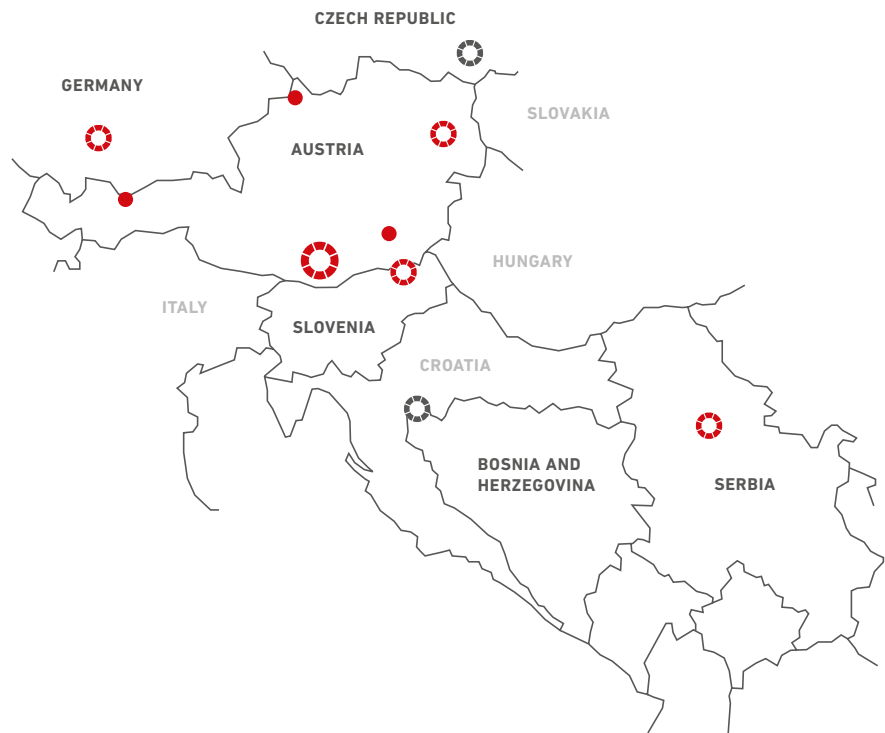 CZECH REPUBLIC
GERMANY
SLOVAKIA
AUSTRIA
HUNGARY
ITALY
SLOVENIA
CROATIA
BOSNIA AND
HERZEGOVINA
SERBIA